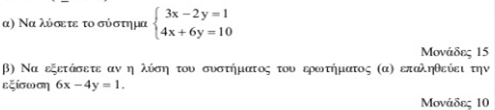 α) Να λύσετε το σύστημα { 3x − 2y = 1
4x + 6y = 10
Μονάδες 15
β) Να εξετάσετε αν η λύση του συστήματος του ερωτήματος (α) επαληθεύει την
εξίσωση 6x − 4y = 1.
Μονάδες 10